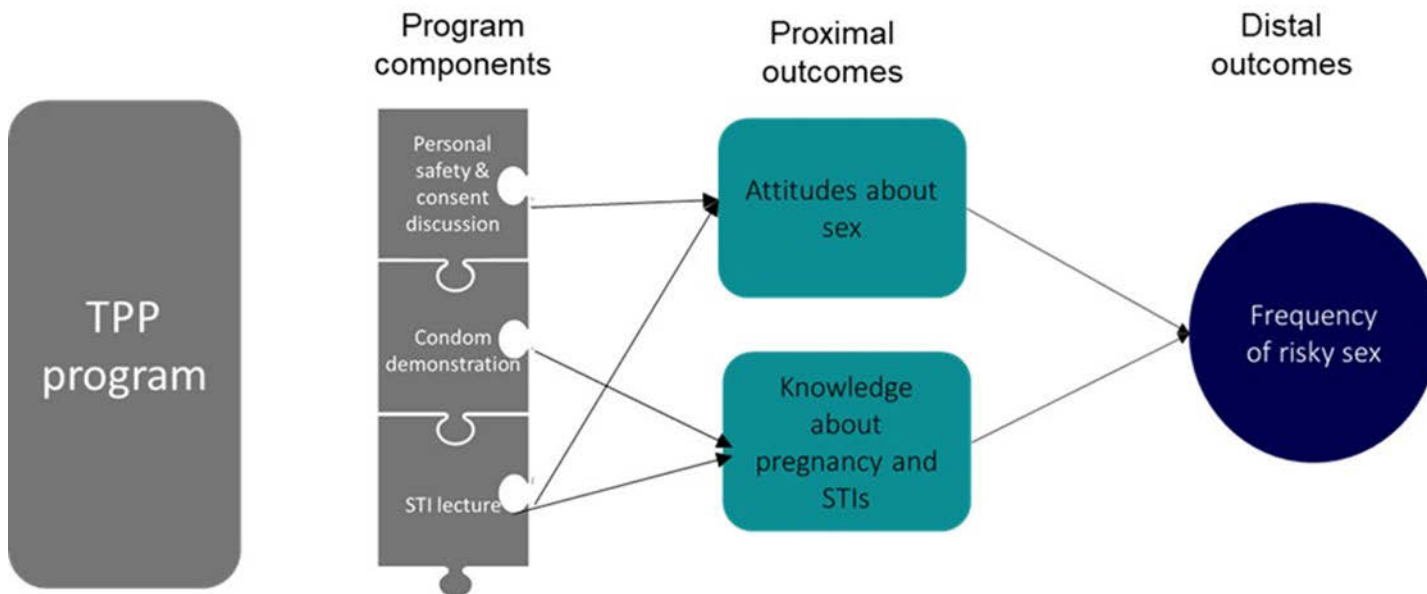 Program
components
Proximal
outcomes
Distal
outcomes
TPP
program
Personal
safety &
consent
discussion
Condom
demonstration
STI lecture
Attitudes about
sex
Knowledge
about
pregnancy and
STIs
Frequency
of risky sex